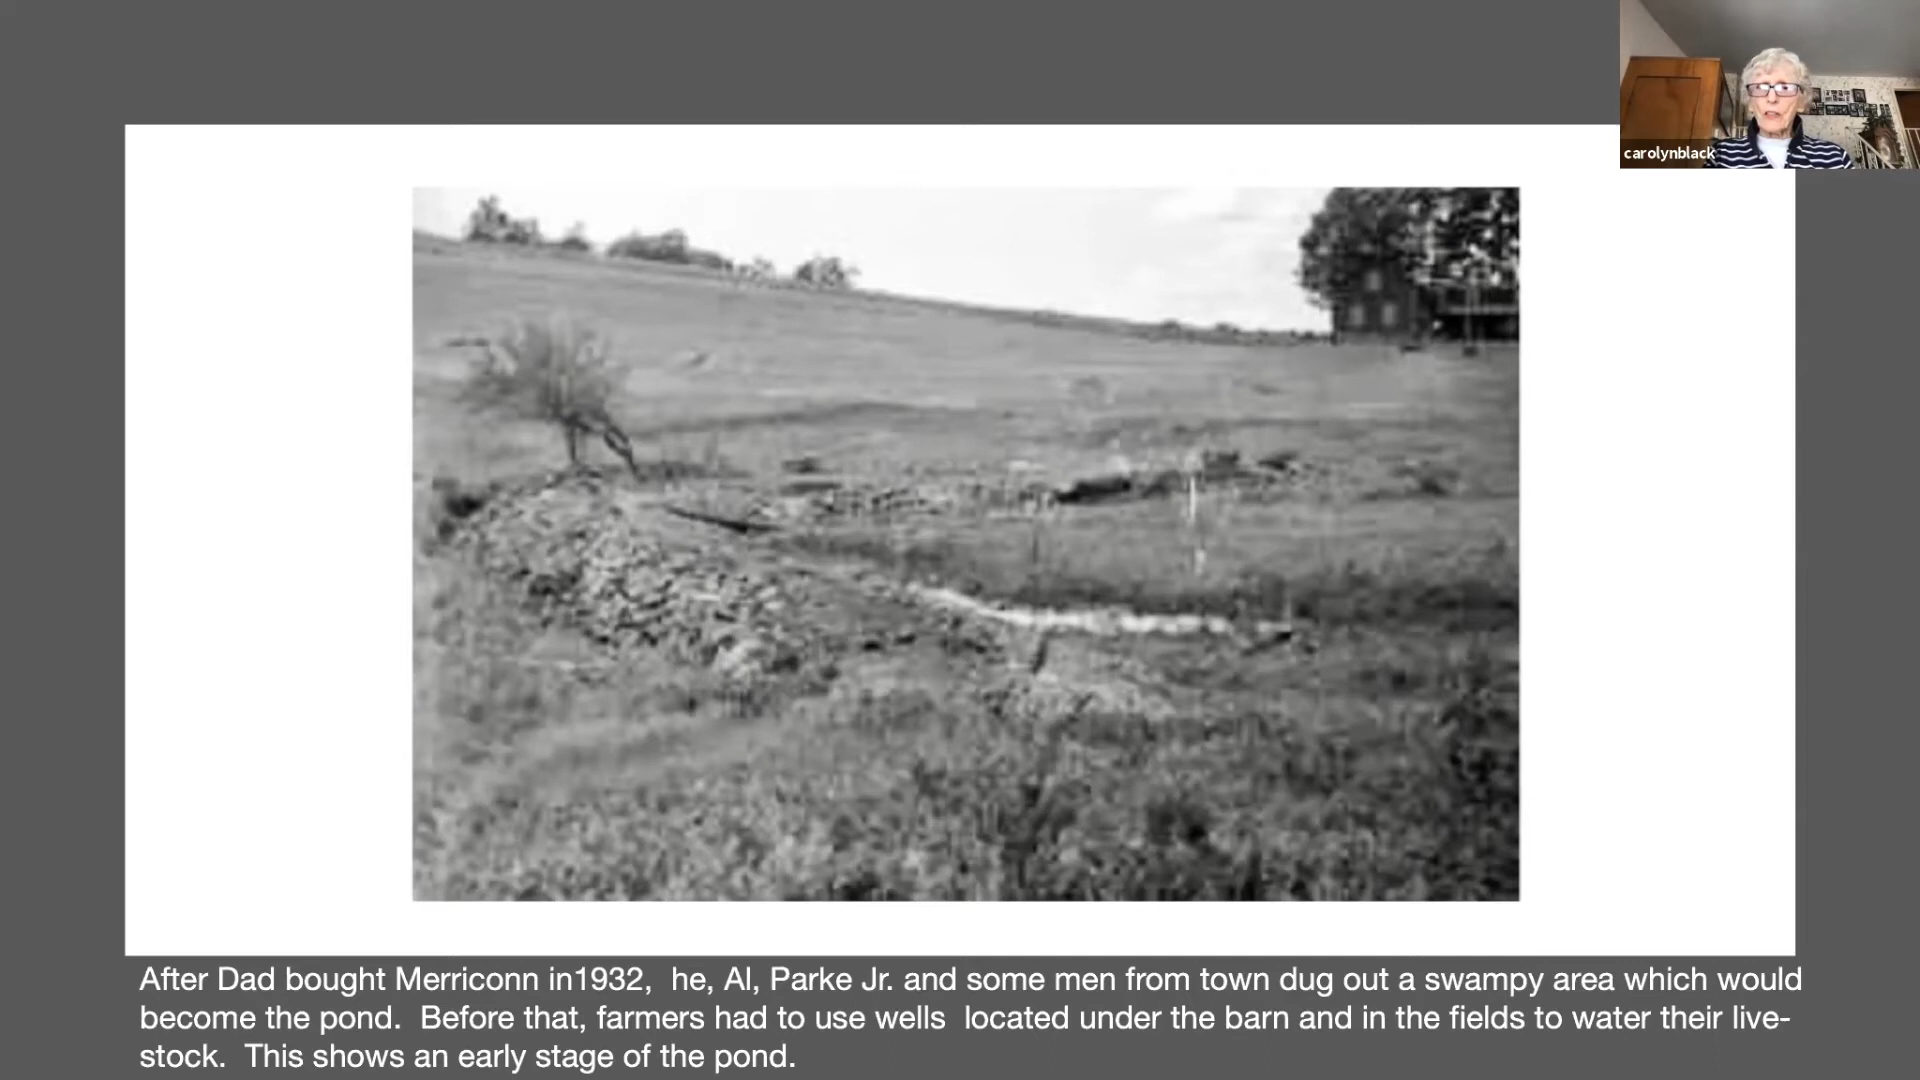 carolynblack
After Dad bought Merriconn in1932,  he, Al, Parke Jr. and some men from town dug out a swampy area which would
become the pond.  Before that, farmers had to use wells  located under the barn and in the fields to water their live-
stock.  This shows an early stage of the pond.